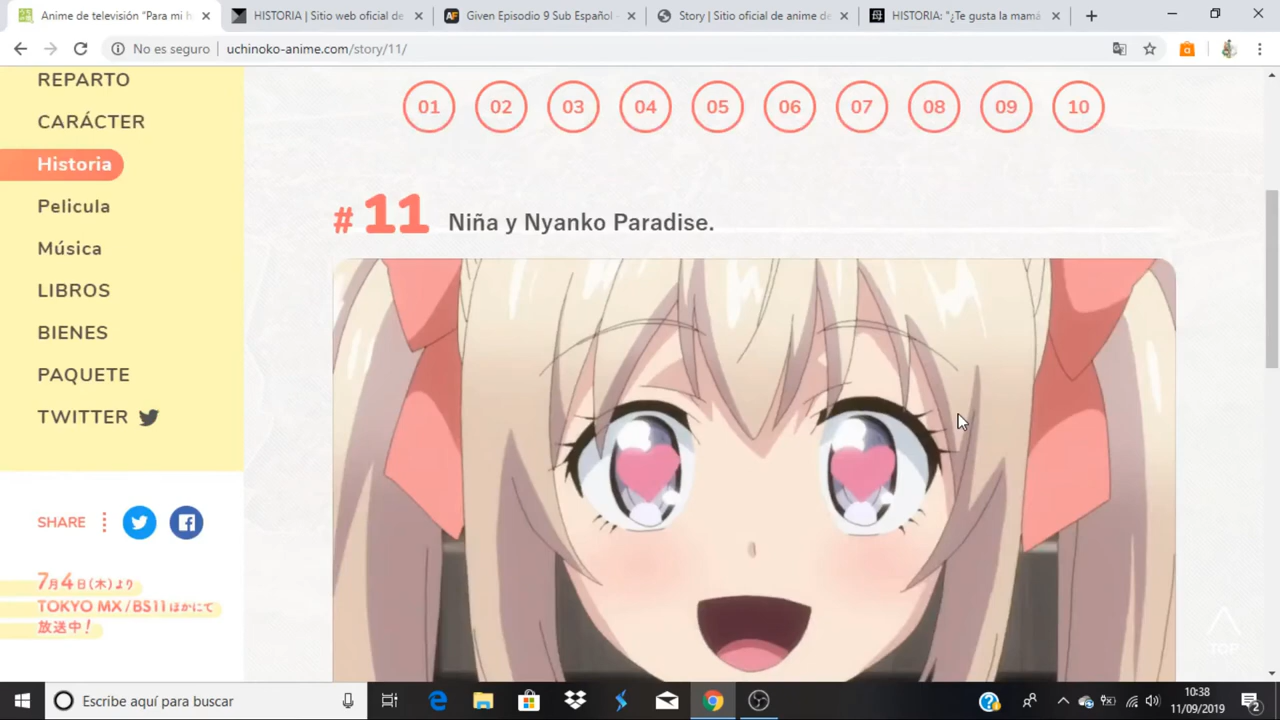 Anime de televisión "Para mi h
HISTORIA | Sitio web oficial de
Given Episodio 9 Sub Español
Story | Sitio oficial de anime de
HISTORIA: "¿Te gusta la mamá
No es seguro
uchinoko-anime.com/story/11/
REPARTO
CARÁCTER
Historia
Pelicula
Música
LIBROS
BIENES
PAQUETE
TWITTER
SHARE
7月4日(木)より
TOKYO MX/BS11ほかにて
放送中!
01 02 03 04 05 06 07 08 09 10
# 11 Niña y Nyanko Paradise.
TOP
Escribe aquí para buscar
10:38
11/09/2019
2